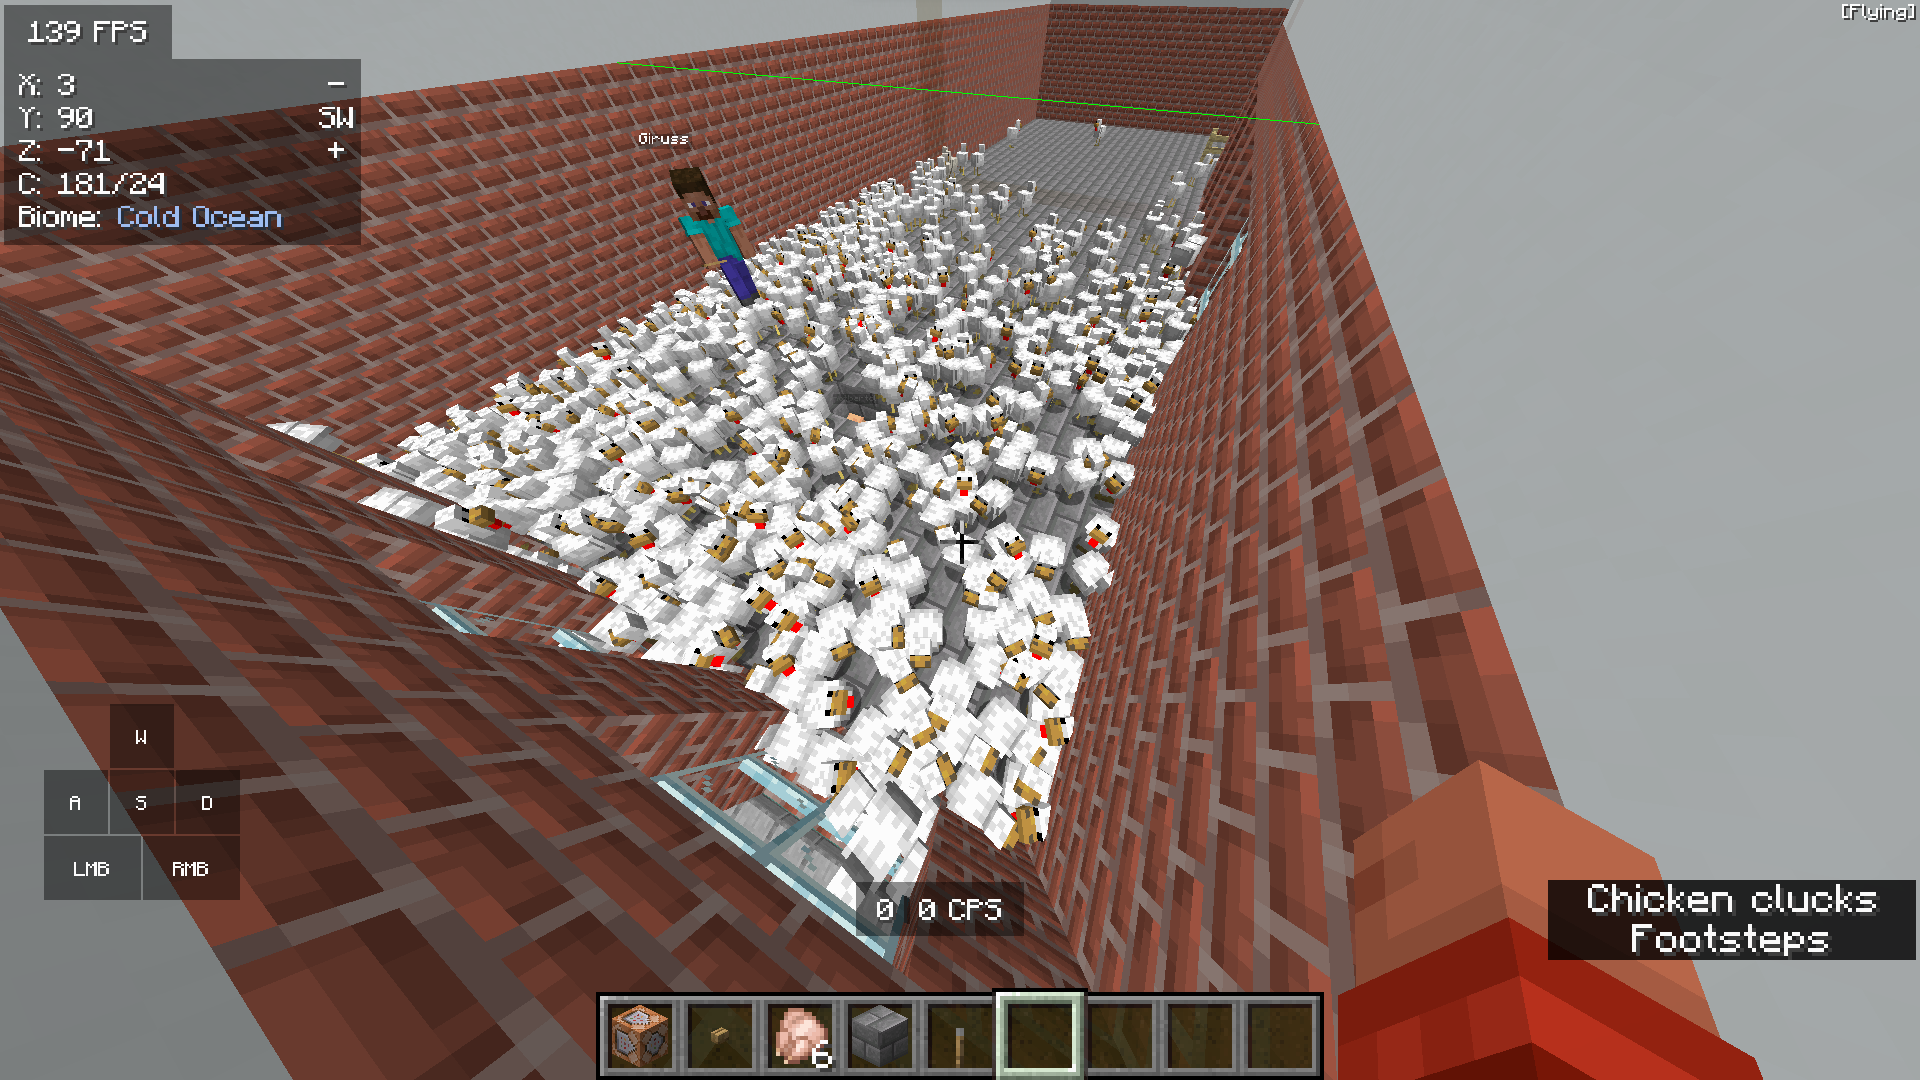 139 FPS
[Flying]
X: 3 -
Y: 90 SW
Z: -71 +
C: 181/24
Biome: Cold Ocean
Giruss
W
A S D
LMB RMB
0 | 0 CPS
Chicken clucks
Footsteps
6